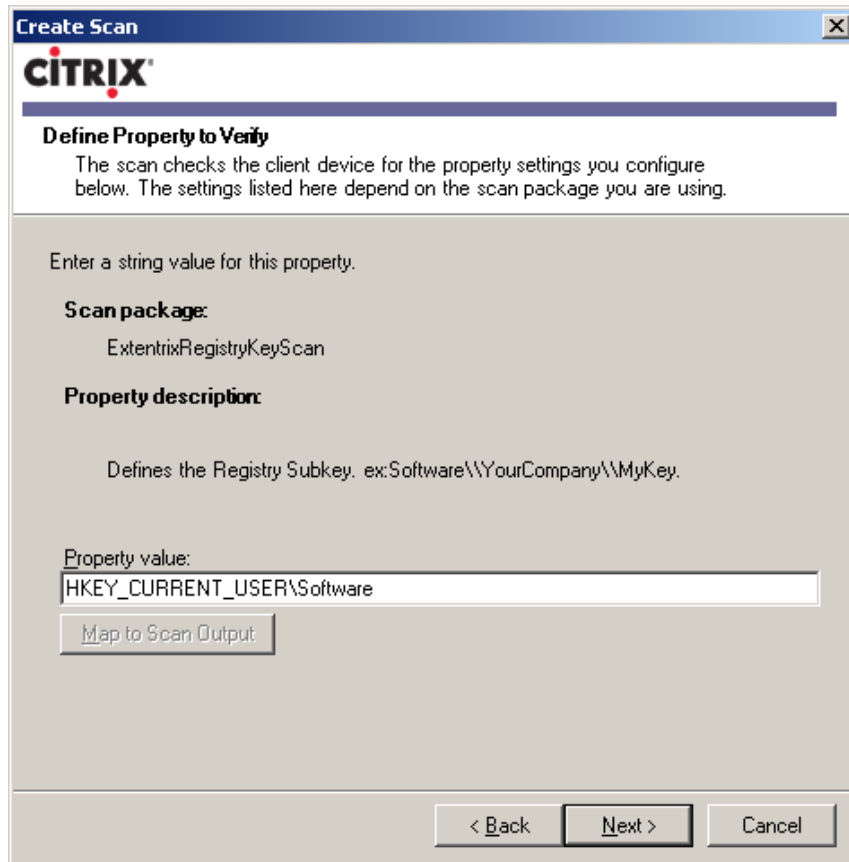 Create Scan
CITRIX
Define Property to Verify
The scan checks the client device for the property settings you configure
below. The settings listed here depend on the scan package you are using.
Enter a string value for this property.
Scan package:
ExtentrixRegistryKeyScan
Property description:
Defines the Registry Subkey. ex:Software\\YourCompany\\MyKey.
Property value:
HKEY_CURRENT_USER\Software
Map to Scan Output
< Back Next > Cancel